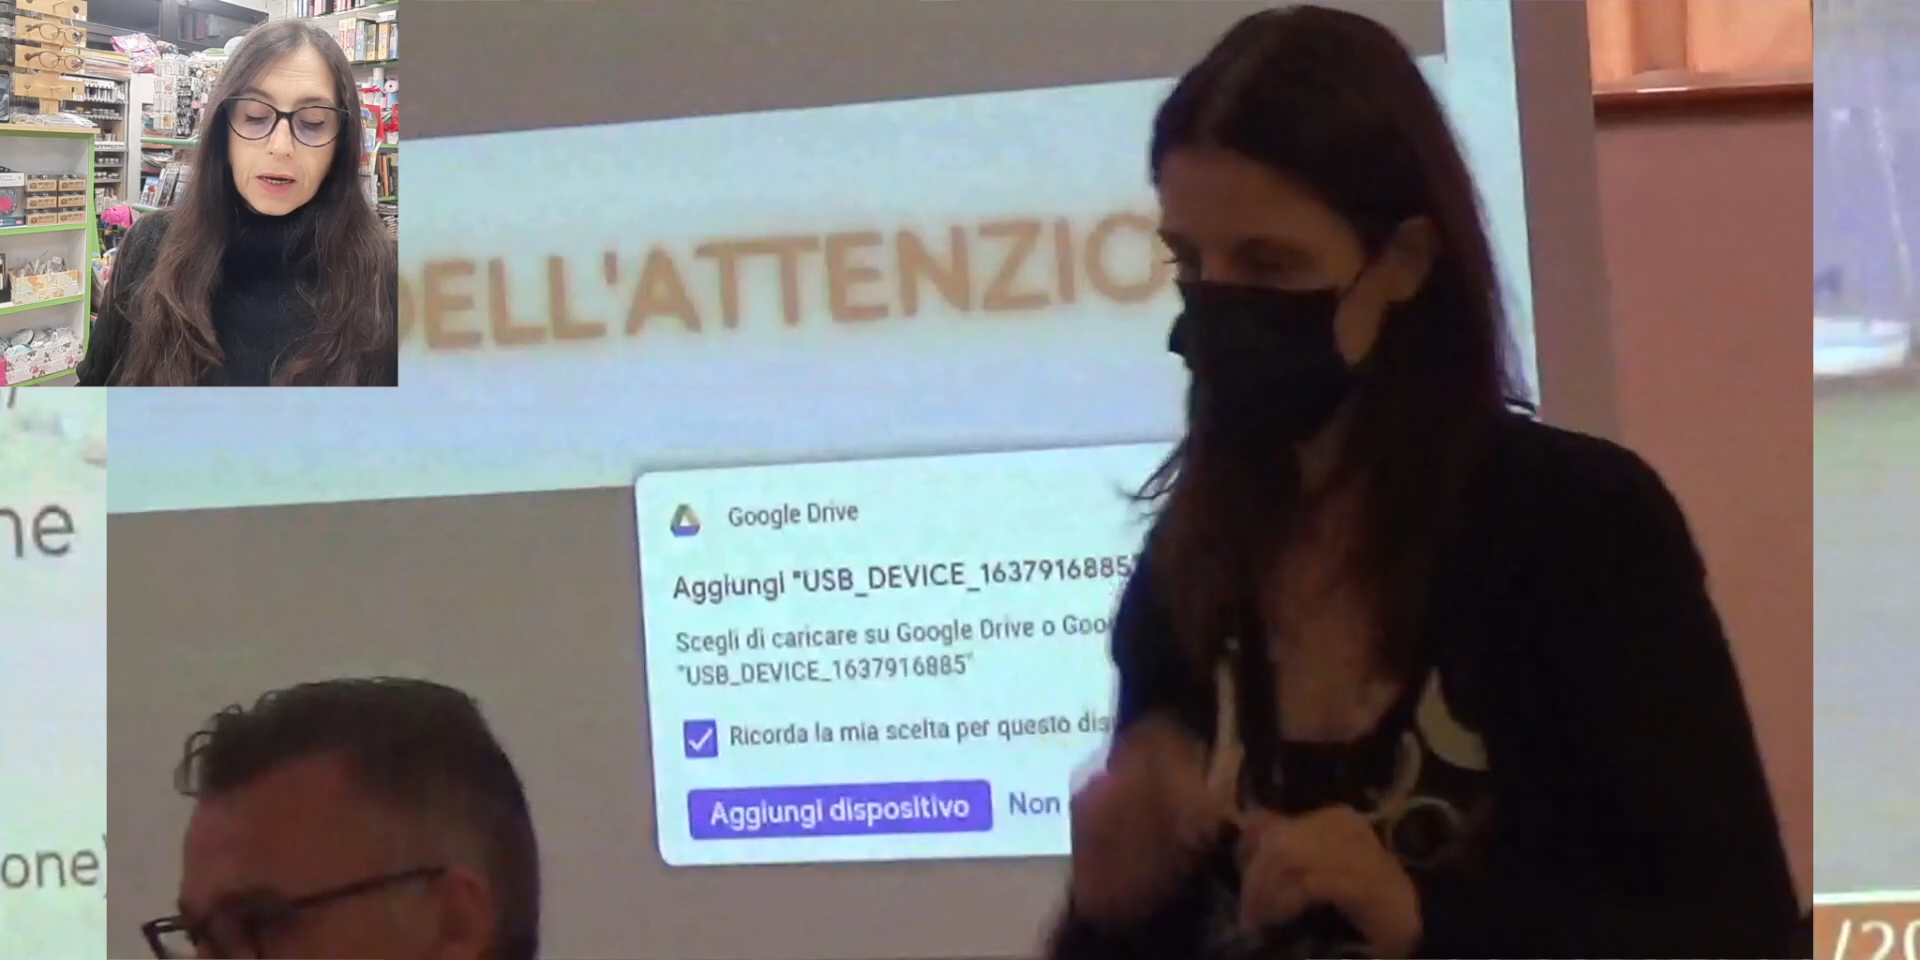 DELL'ATTENZIO
Google Drive
Aggiungi "USB_DEVICE_1637916885"
Scegli di caricare su Google Drive o Goo
"USB_DEVICE_1637916885"
Ricorda la mia scelta per questo dis
Aggiungi dispositivo
Non
ne
one)
/20